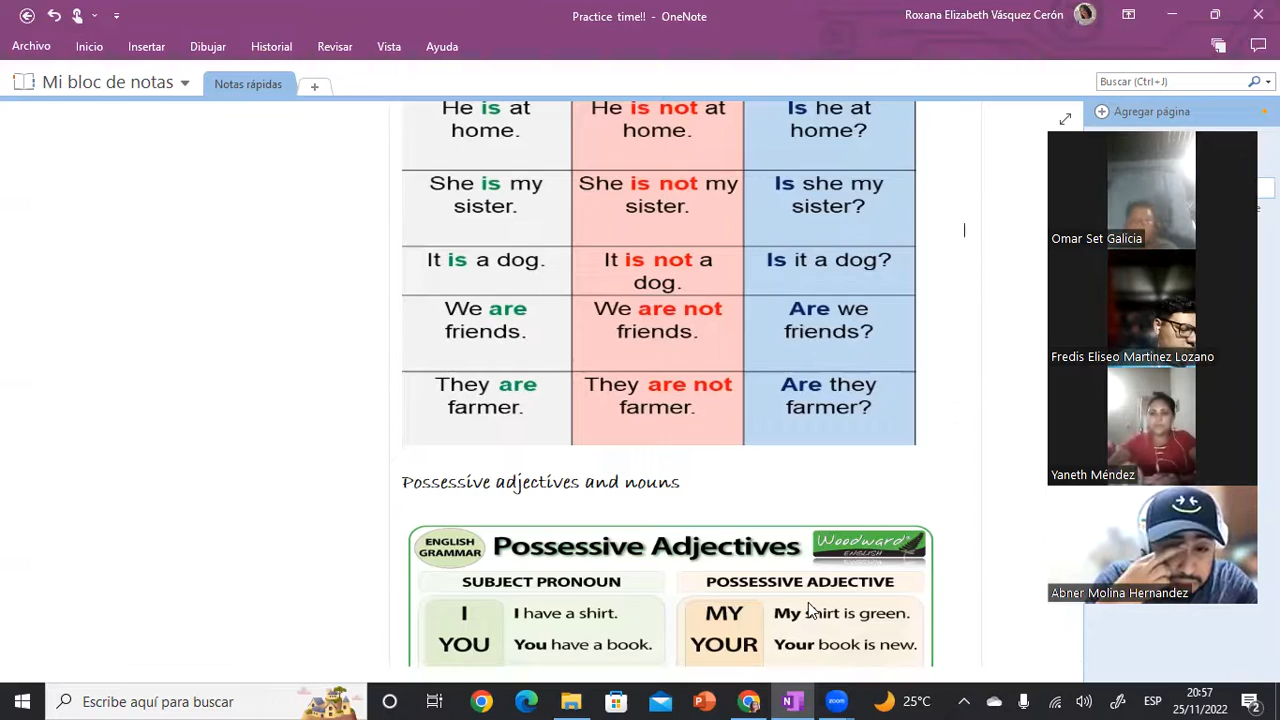 Practice time!! - OneNote
Roxana Elizabeth Vásquez Cerón
Archivo
Inicio
Insertar
Dibujar
Historial
Revisar
Vista
Ayuda
Mi bloc de notas
Notas rápidas
+
Buscar (Ctrl+J)
Agregar página
He is at home.
He is not at home.
Is he at home?
She is my sister.
She is not my sister.
Is she my sister?
It is a dog.
It is not a dog.
Is it a dog?
We are friends.
We are not friends.
Are we friends?
They are farmer.
They are not farmer.
Are they farmer?
Possessive adjectives and nouns
ENGLISH GRAMMAR
Possessive Adjectives
Woodward
ENGLISH
SUBJECT PRONOUN
POSSESSIVE ADJECTIVE
I
I have a shirt.
MY
My shirt is green.
YOU
You have a book.
YOUR
Your book is new.
Omar Set Galicia
Fredis Eliseo Martinez Lozano
Yaneth Méndez
Abner Molina Hernandez
Escribe aquí para buscar
zoom
25°C
ESP
20:57
25/11/2022
2